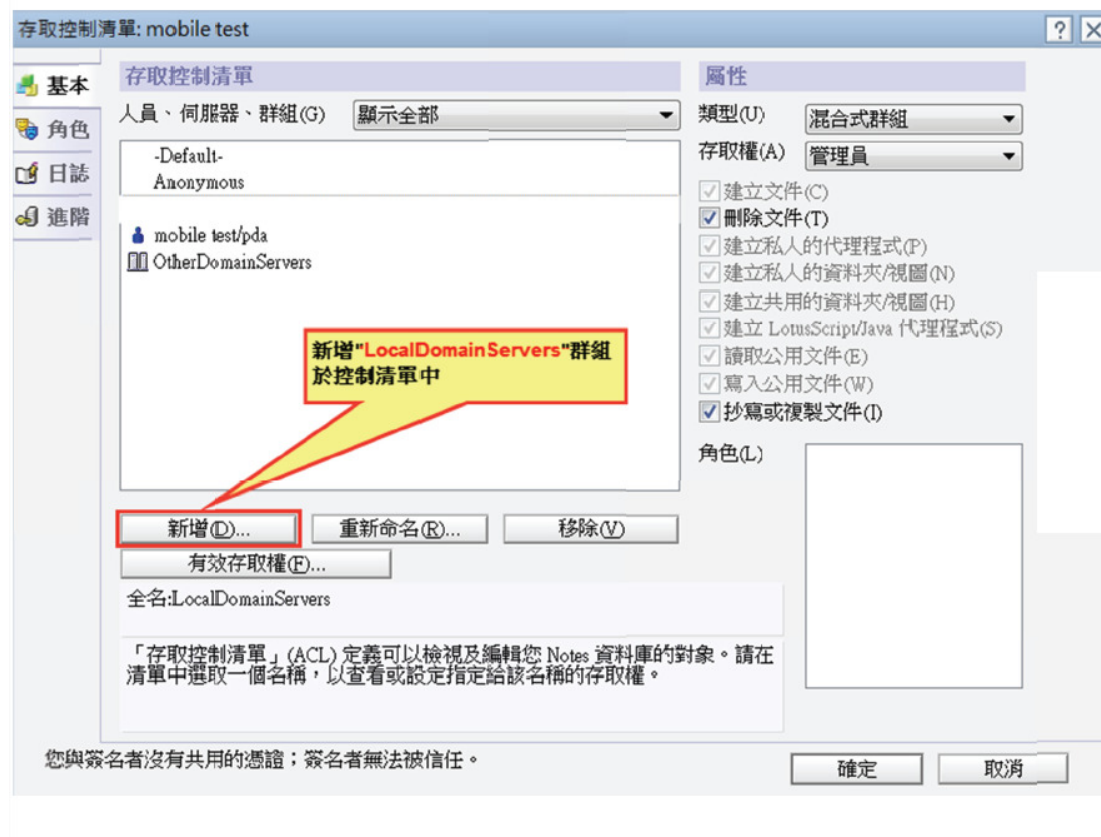 存取控制清單: mobile test
基本
角色
日誌
進階
存取控制清單
人員、伺服器、群組(G)
顯示全部
-Default-
Anonymous
mobile test/pda
OtherDomainServers
新增"LocalDomainServers"群組
於控制清單中
新增(D)...
重新命名(R)...
移除(V)
有效存取權(F)...
全名:LocalDomainServers
「存取控制清單」(ACL) 定義可以檢視及編輯您 Notes 資料庫的對象。請在
清單中選取一個名稱，以查看或設定指定給該名稱的存取權。
屬性
類型(U)
混合式群組
存取權(A)
管理員
建立文件(C)
刪除文件(T)
建立私人的代理程式(P)
建立私人的資料夾/視圖(N)
建立共用的資料夾/視圖(H)
建立 LotusScript/Java 代理程式(S)
讀取公用文件(E)
寫入公用文件(W)
抄寫或複製文件(I)
角色(L)
您與簽名者沒有共用的憑證；簽名者無法被信任。
確定
取消